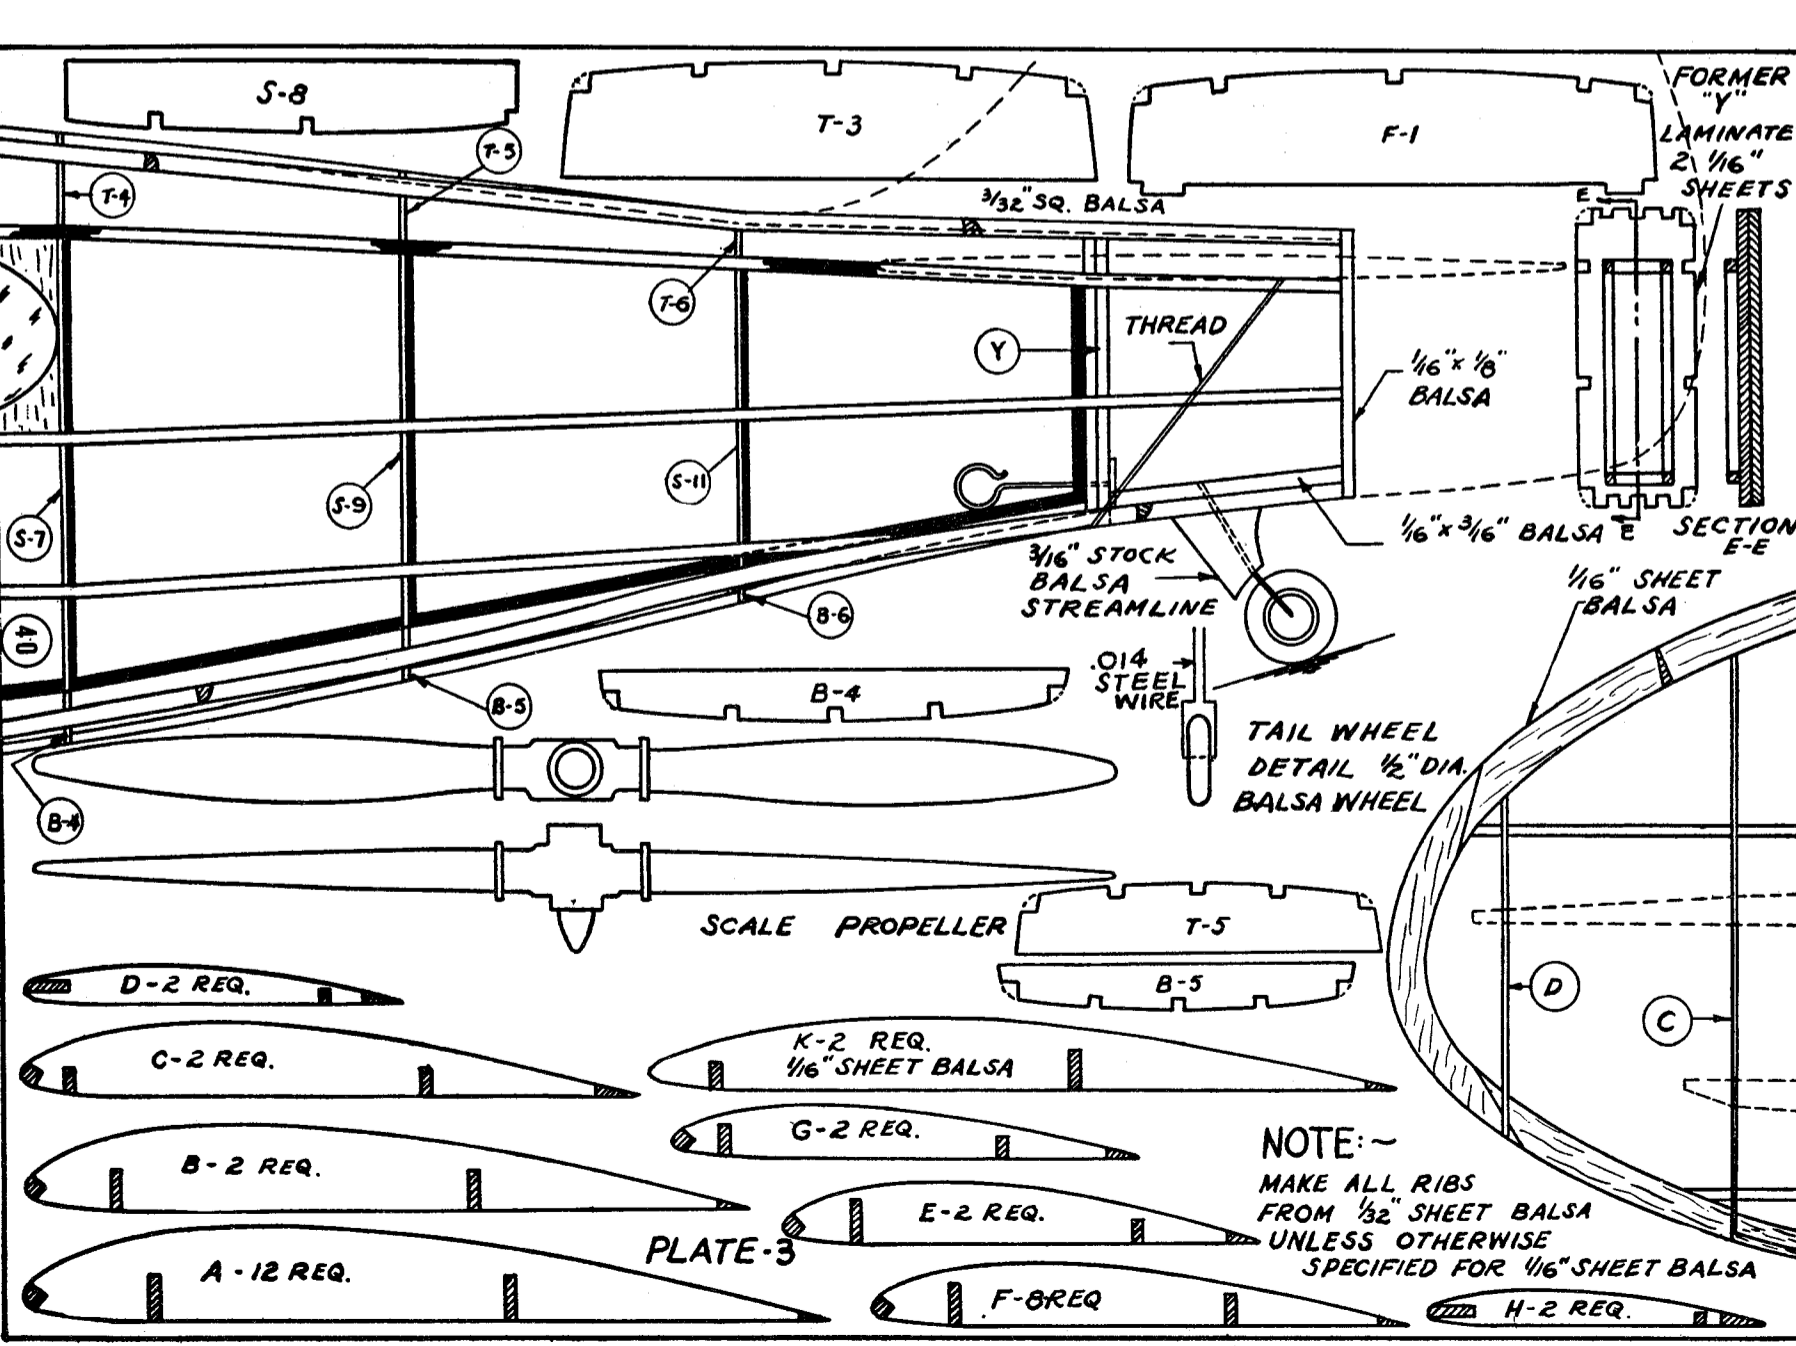 S-8
T-3
F-1
FORMER
"Y"
LAMINATE
2 1/16"
SHEETS
T-5
T-4
3/32" SQ. BALSA
E
T-6
Y
THREAD
1/16" x 1/8"
BALSA
S-7
S-9
S-11
1/16" x 3/16" BALSA
E
SECTION
E-E
3/16" STOCK
BALSA
STREAMLINE
1/16" SHEET
BALSA
40
B-6
B-5
B-4
B-4
.014
STEEL
WIRE
TAIL WHEEL
DETAIL 1/2" DIA.
BALSA WHEEL
SCALE PROPELLER
T-5
B-5
D
C
D-2 REQ.
C-2 REQ.
K-2 REQ.
1/16" SHEET BALSA
G-2 REQ.
B-2 REQ.
E-2 REQ.
A-12 REQ.
PLATE-3
F-8 REQ
H-2 REQ.
NOTE:~
MAKE ALL RIBS
FROM 1/32" SHEET BALSA
UNLESS OTHERWISE
SPECIFIED FOR 1/16" SHEET BALSA